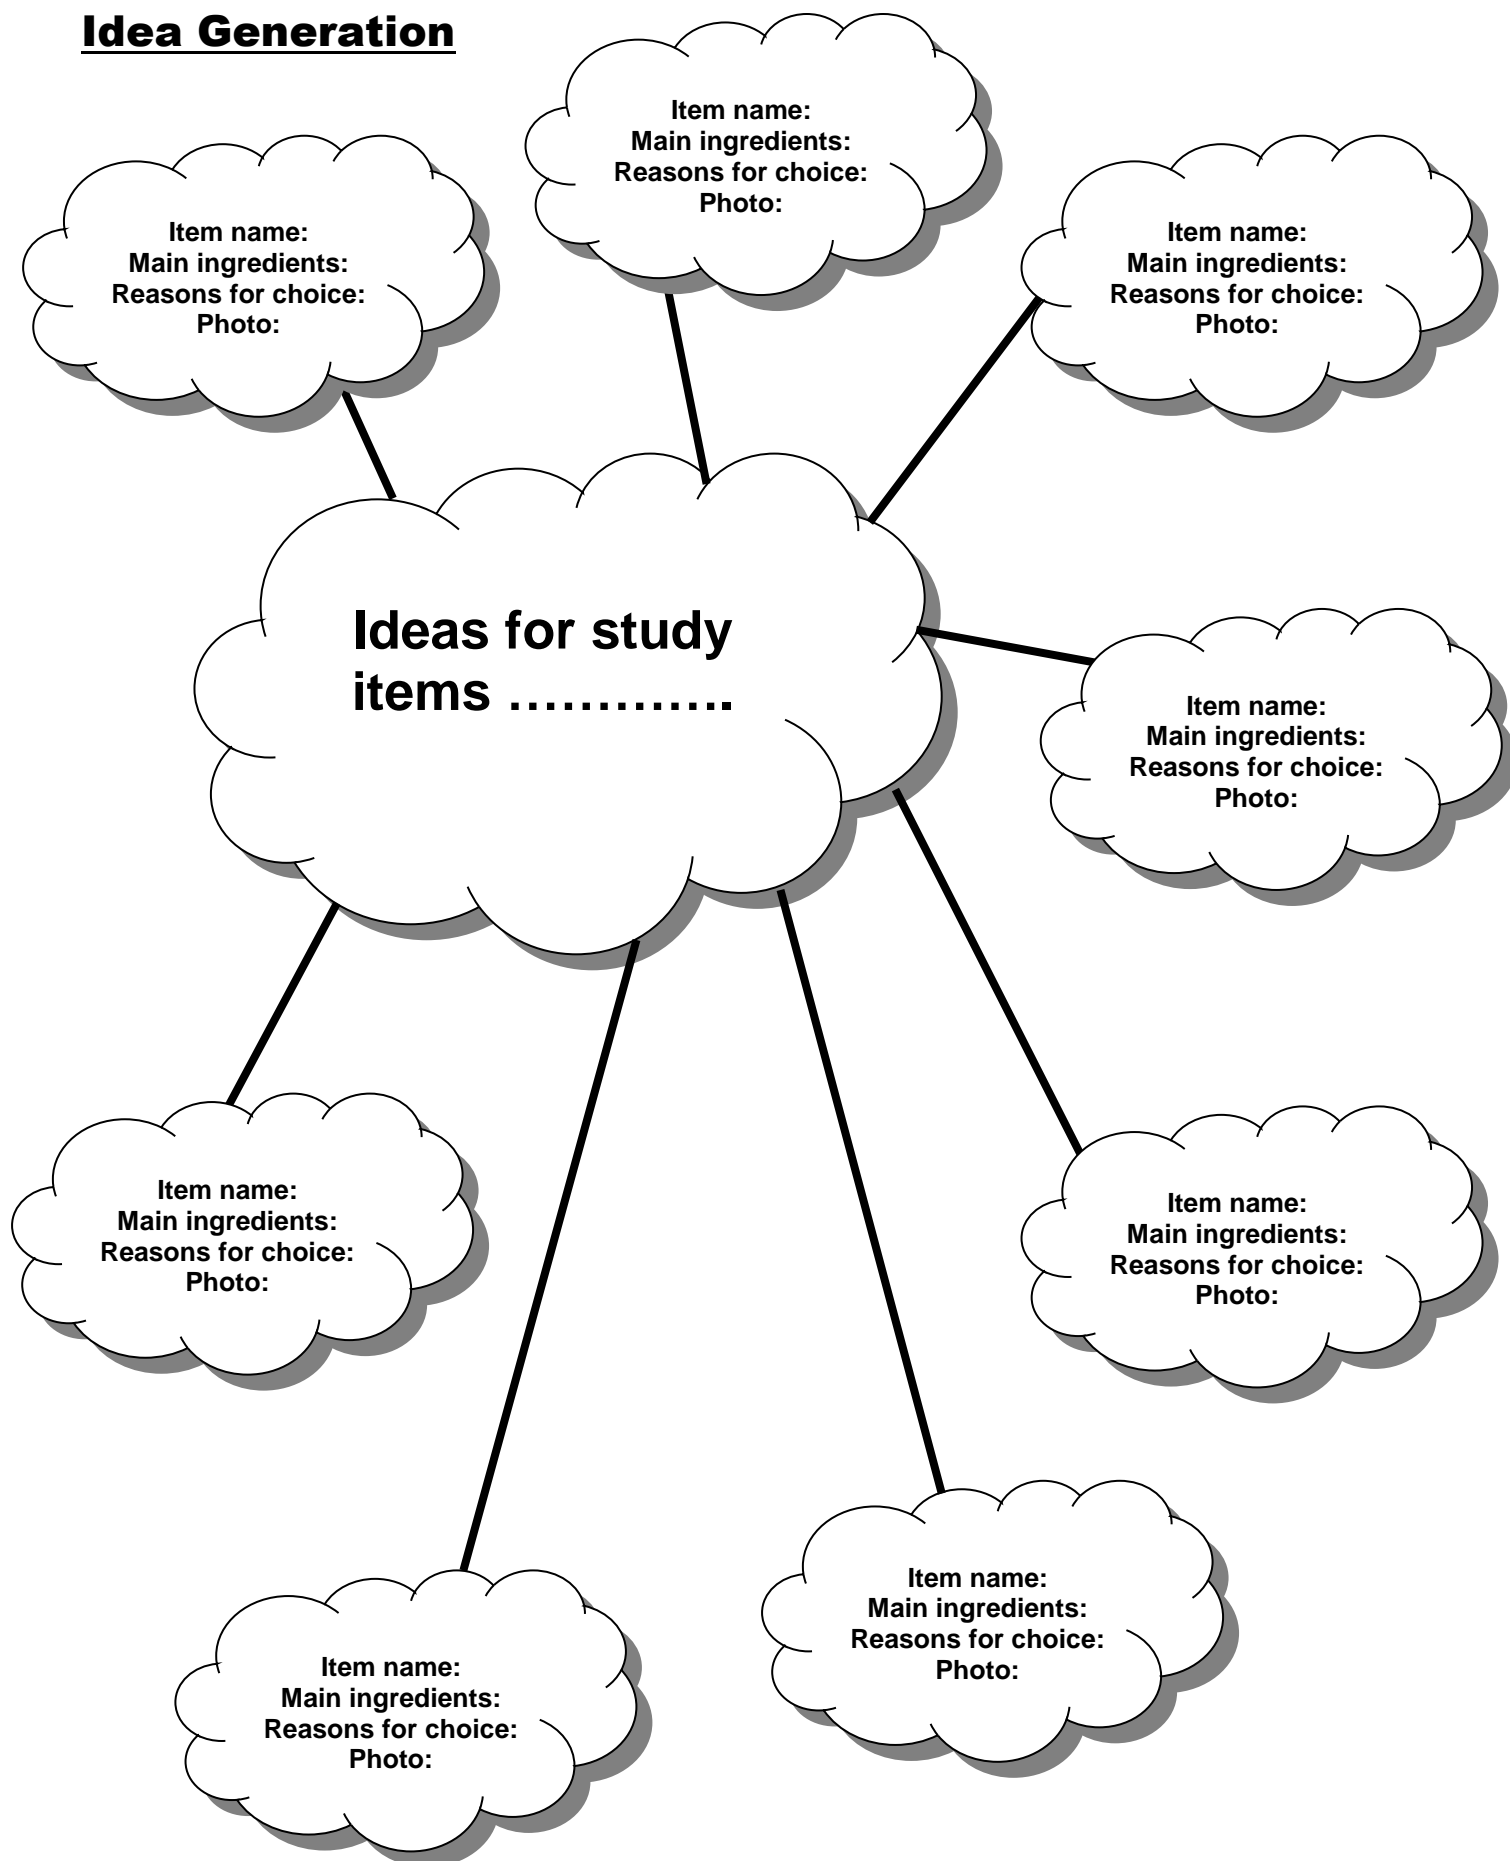 Idea Generation
Item name:
Main ingredients:
Reasons for choice:
Photo:
Item name:
Main ingredients:
Reasons for choice:
Photo:
Item name:
Main ingredients:
Reasons for choice:
Photo:
Ideas for study
items ………….
Item name:
Main ingredients:
Reasons for choice:
Photo:
Item name:
Main ingredients:
Reasons for choice:
Photo:
Item name:
Main ingredients:
Reasons for choice:
Photo:
Item name:
Main ingredients:
Reasons for choice:
Photo:
Item name:
Main ingredients:
Reasons for choice:
Photo: